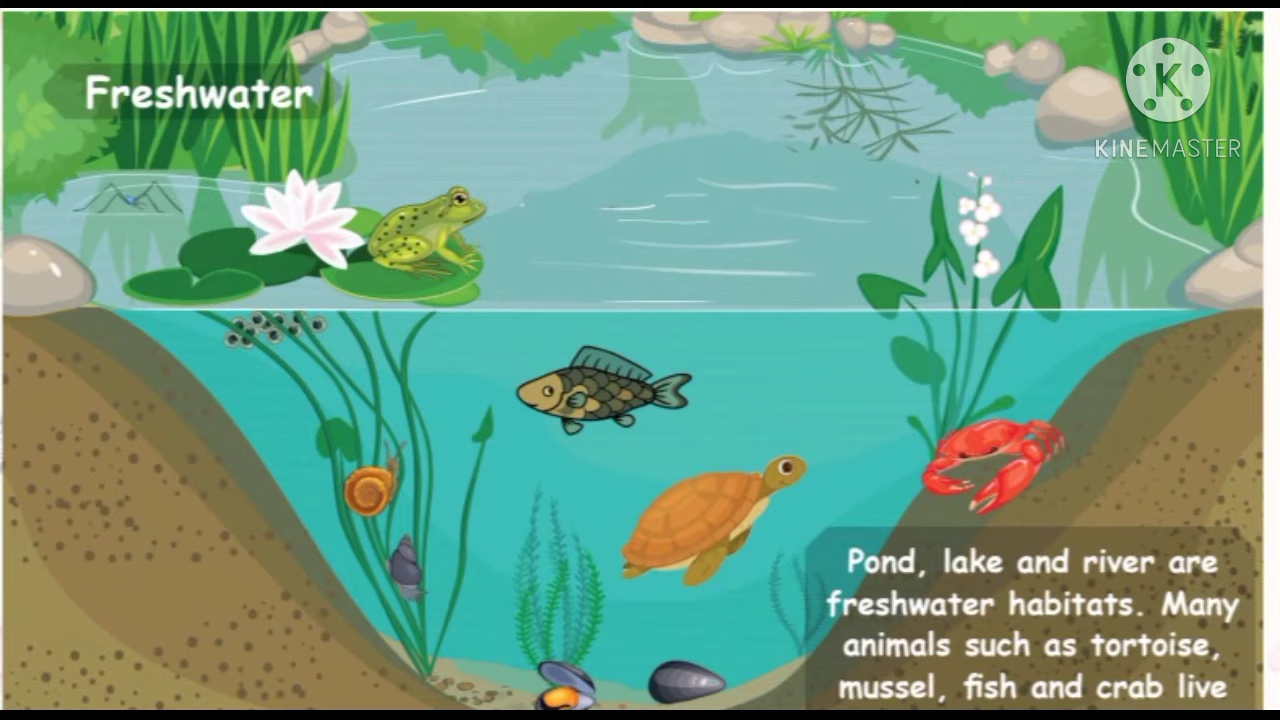 Freshwater
K
KINEMASTER
Pond, lake and river are
freshwater habitats. Many
animals such as tortoise,
mussel, fish and crab live